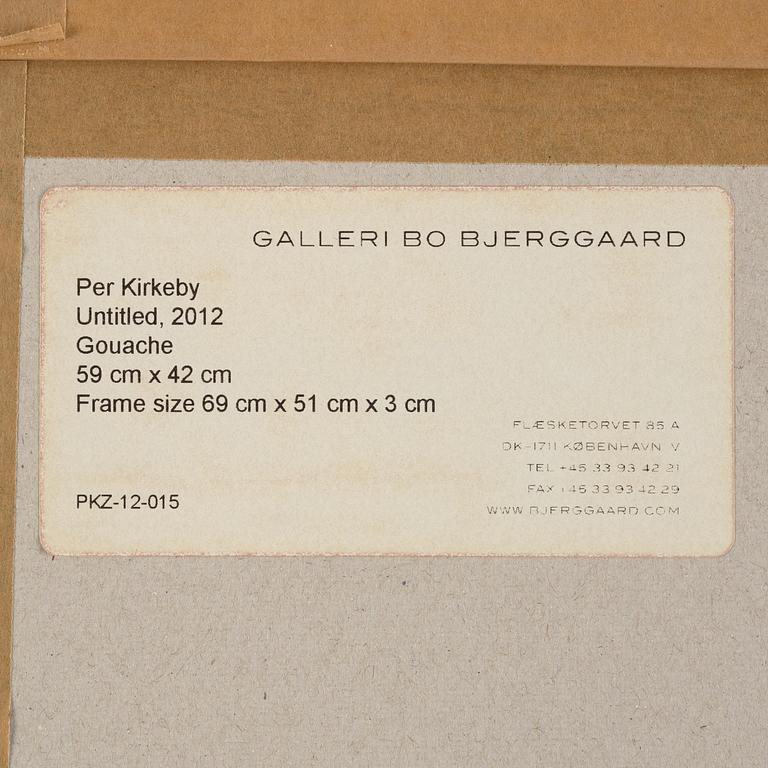 GALLERI BO BJERGGAARD
Per Kirkeby
Untitled, 2012
Gouache
59 cm x 42 cm
Frame size 69 cm x 51 cm x 3 cm
FLÆSKETORVET 85 A
DK-1711 KØBENHAVN V
TEL +45 33 93 42 21
FAX +45 33 93 42 29
WWW.BJERGGAARD.COM
PKZ-12-015